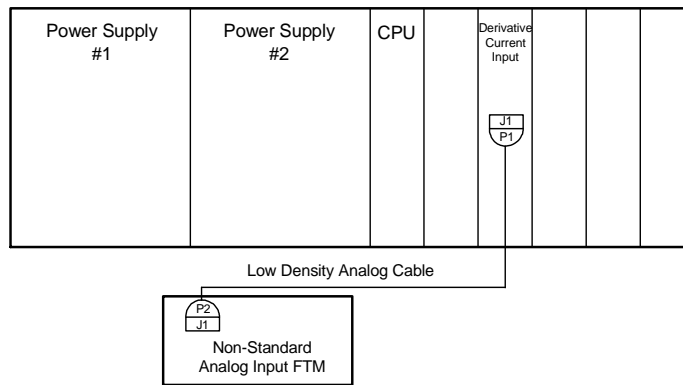 Power Supply
#1
Power Supply
#2
CPU
Derivative
Current
Input
J1
P1
Low Density Analog Cable
P2
J1
Non-Standard
Analog Input FTM